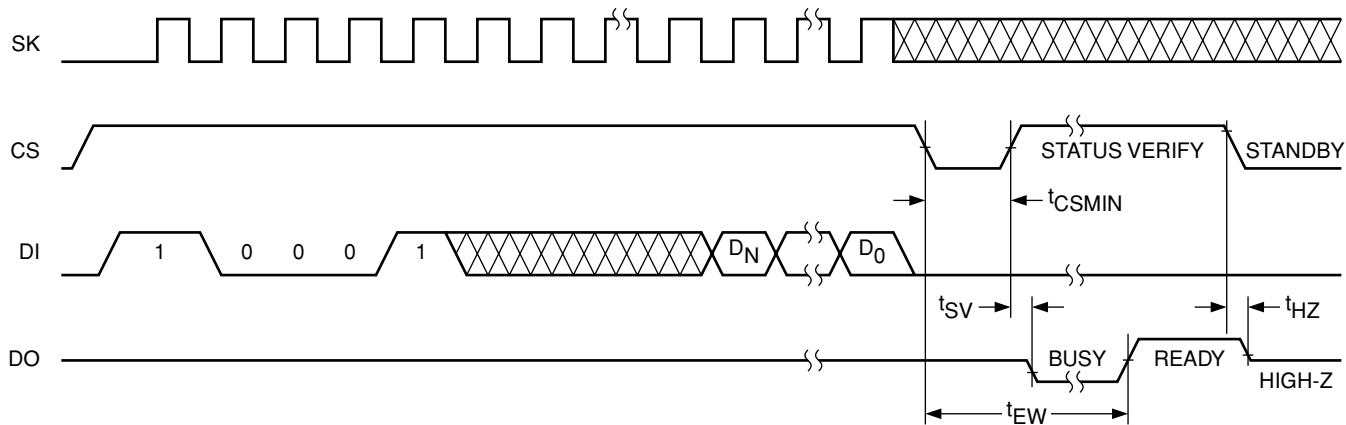 SK
CS
STATUS VERIFY
STANDBY
tCSMIN
DI
1
0
0
0
1
DN
D0
tSV
tHZ
DO
BUSY
READY
HIGH-Z
tEW